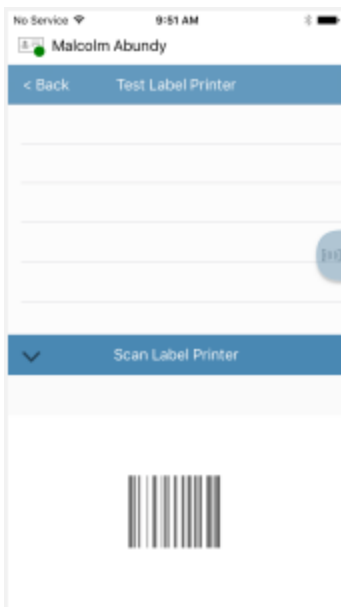 No Service 9:51 AM
Malcolm Abundy
< Back Test Label Printer
Scan Label Printer